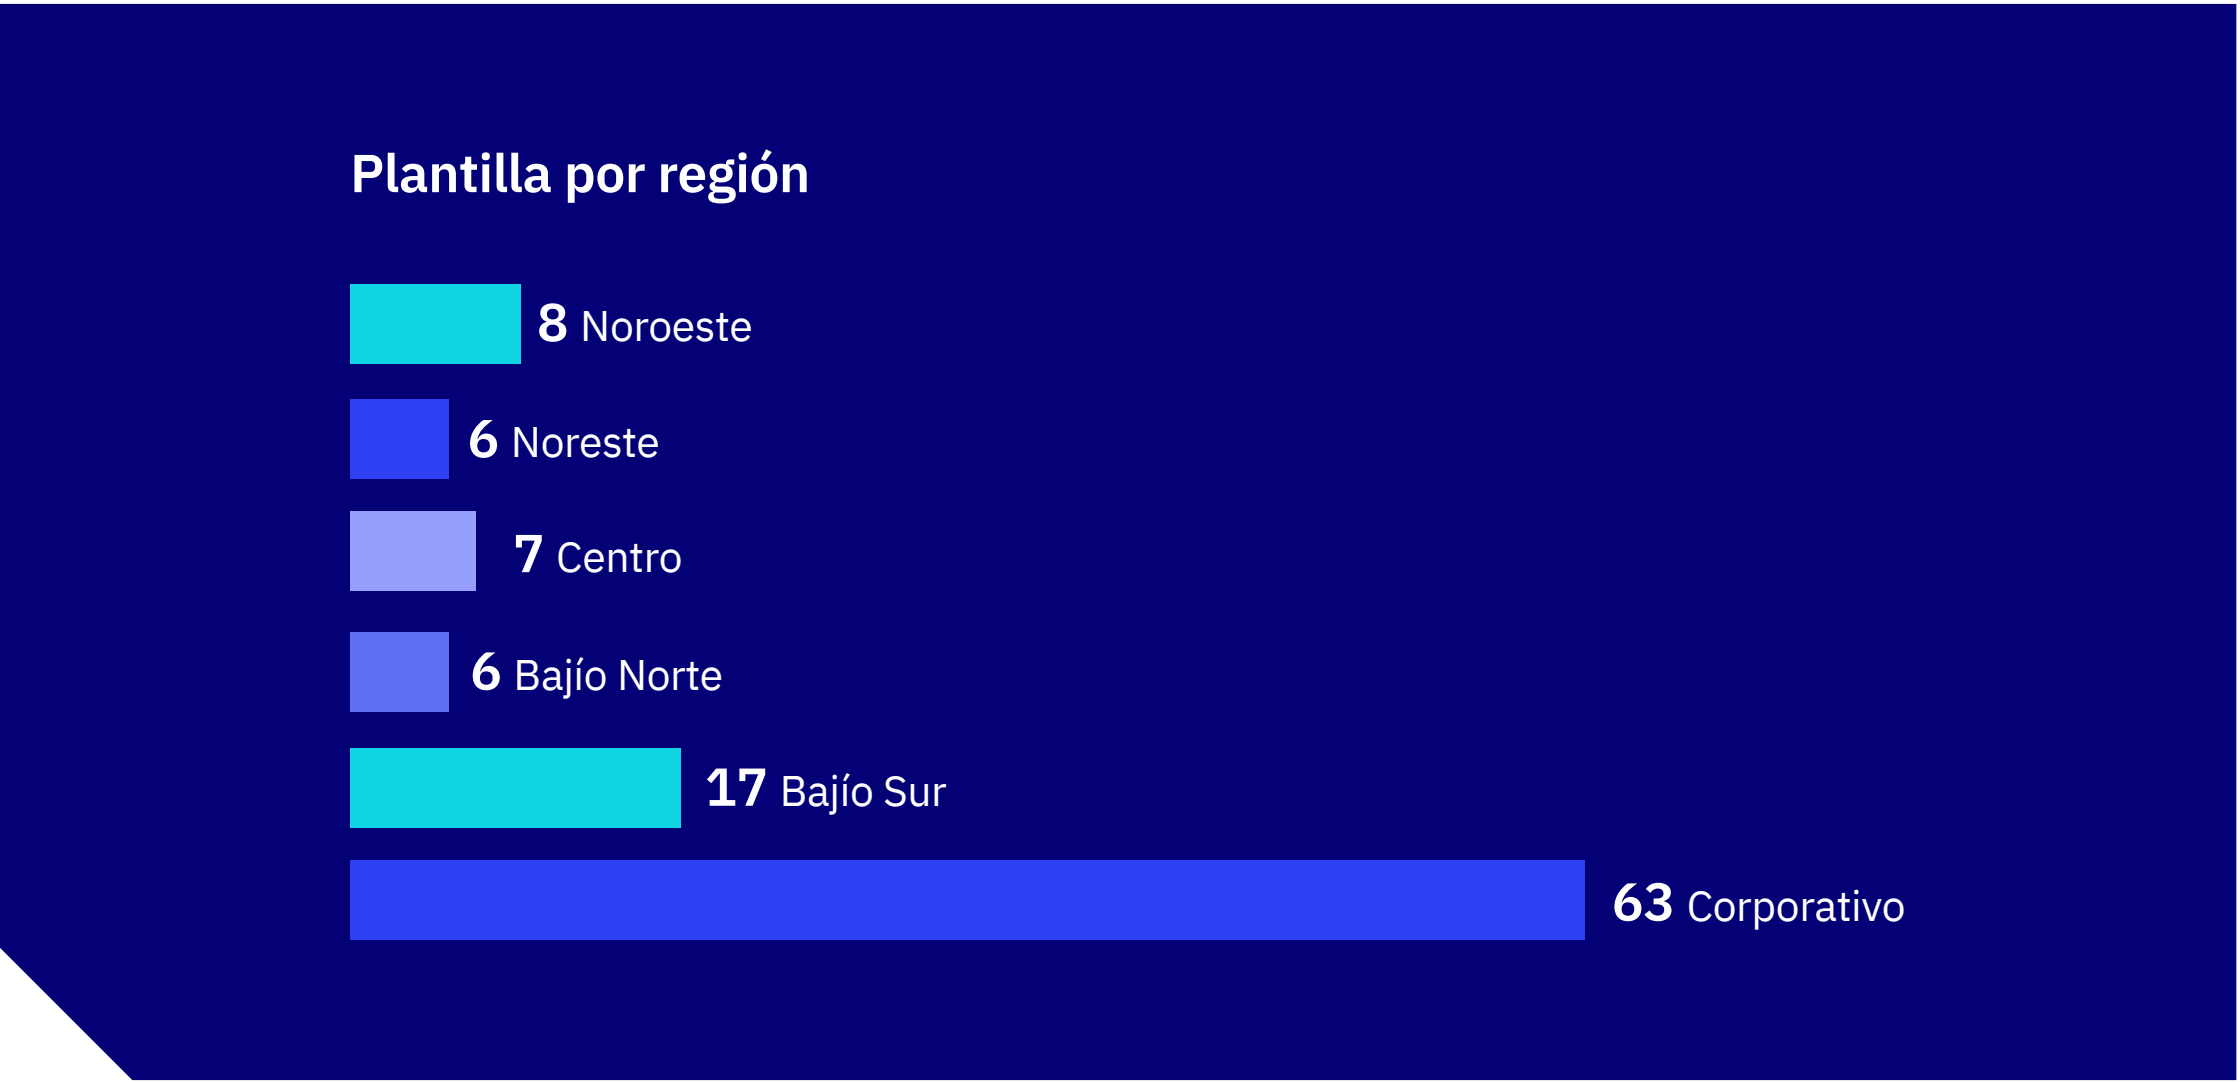 Plantilla por región
8 Noroeste
6 Noreste
7 Centro
6 Bajío Norte
17 Bajío Sur
63 Corporativo